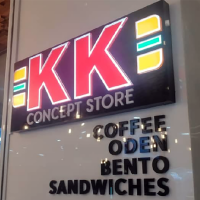 KK
CONCEPT STORE
COFFEE
ODEN
BENTO
SANDWICHES